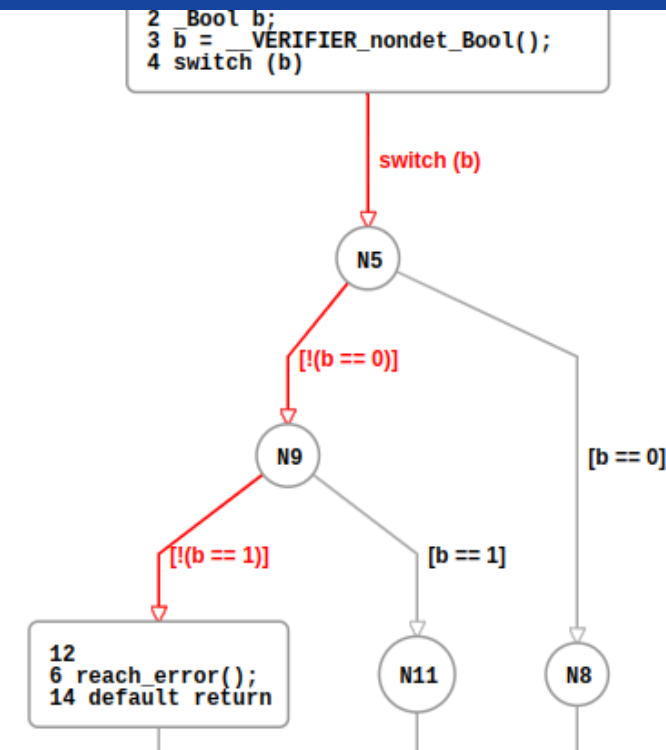 2 _Bool b;
3 b = __VERIFIER_nondet_Bool();
4 switch (b)
switch (b)
N5
[!(b == 0)]
[b == 0]
N9
[!(b == 1)]
[b == 1]
12
6 reach_error();
14 default return
N11
N8